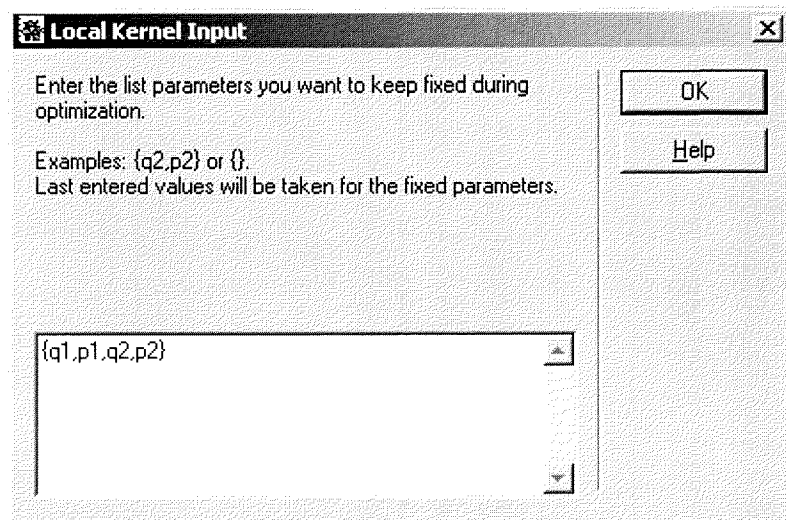 Local Kernel Input
Enter the list parameters you want to keep fixed during
optimization.
Examples: {q2,p2} or {}.
Last entered values will be taken for the fixed parameters.
{q1,p1,q2,p2}
OK
Help